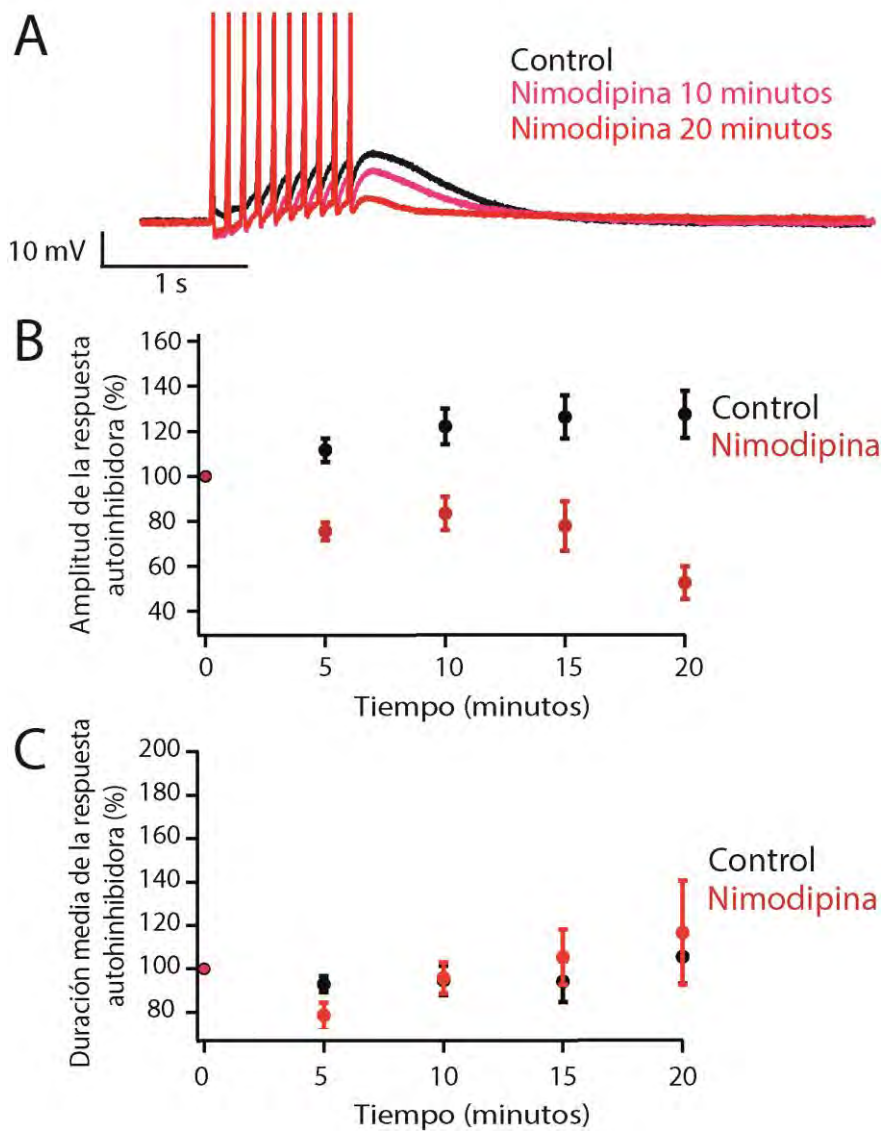 A
Control
Nimodipina 10 minutos
Nimodipina 20 minutos
10 mV
1 s
B
Amplitud de la respuesta
autoinhibidora (%)
160
140
120
100
80
60
40
0
5
10
15
20
Tiempo (minutos)
Control
Nimodipina
C
Duración media de la respuesta
autohinhibidora (%)
200
180
160
140
120
100
80
0
5
10
15
20
Tiempo (minutos)
Control
Nimodipina